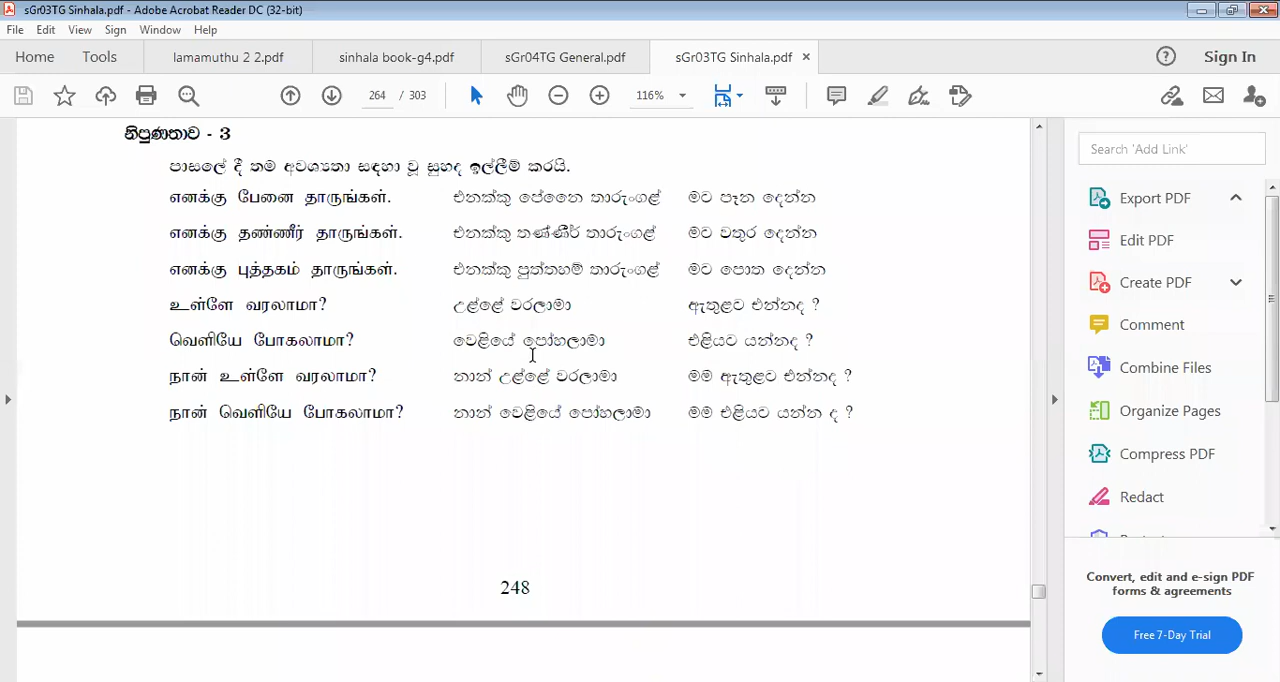 sGr03TG Sinhala.pdf - Adobe Acrobat Reader DC (32-bit)
File Edit View Sign Window Help
Home Tools lamamuthu 2 2.pdf sinhala book-g4.pdf sGr04TG General.pdf sGr03TG Sinhala.pdf × Sign In
264 / 303 116%
නිපුණතාව - 3
පාසලේ දී තම අවශ්‍යතා සඳහා වූ සුහද ඉල්ලීම් කරයි.
எனக்கு பேனை தாருங்கள். එනක්කු පේනෛ තාරුංගළ් මට පෑන දෙන්න
எனக்கு தண்ணீர் தாருங்கள். එනක්කු තණ්ණීර් තාරුංගළ් මට වතුර දෙන්න
எனக்கு புத்தகம் தாருங்கள். එනක්කු පුත්තහම් තාරුංගළ් මට පොත දෙන්න
உள்ளே வரலாமா? උළ්ළේ වරලාමා ඇතුළට එන්නද ?
வெளியே போகலாமா? වෙළියේ පෝහලාමා එළියට යන්නද ?
நான் உள்ளே வரலாமா? නාන් උළ්ළේ වරලාමා මම ඇතුළට එන්නද ?
நான் வெளியே போகலாமா? නාන් වෙළියේ පෝහලාමා මම එළියට යන්න ද ?
248
Search 'Add Link'
Export PDF
Edit PDF
Create PDF
Comment
Combine Files
Organize Pages
Compress PDF
Redact
Convert, edit and e-sign PDF
forms & agreements
Free 7-Day Trial